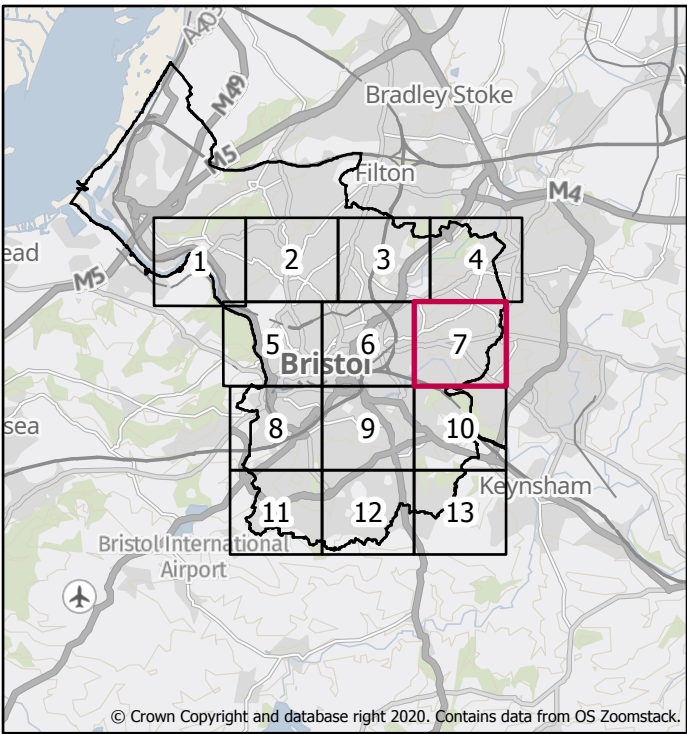 A403
M49
Bradley Stoke
M5
Filton
M4
ead
1
2
3
4
M5
5
6
7
Bristol
sea
8
9
10
Keynsham
11
12
13
Bristol International
Airport
© Crown Copyright and database right 2020. Contains data from OS Zoomstack.